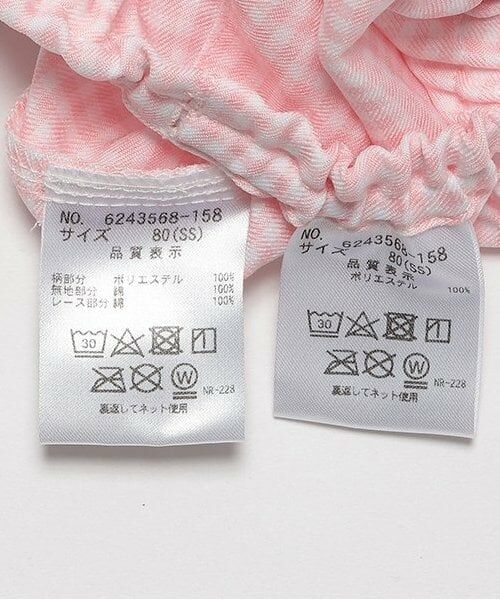 NO. 6243568-158
サイズ 80(SS)
品質表示
柄部分 ポリエステル 100%
無地部分 綿 100%
レース部分 綿 100%
30
W
NR-228
裏返してネット使用
NO. 6243568-158
サイズ 80(SS)
品質表示
ポリエステル
100%
30
W
NR-228
裏返してネット使用